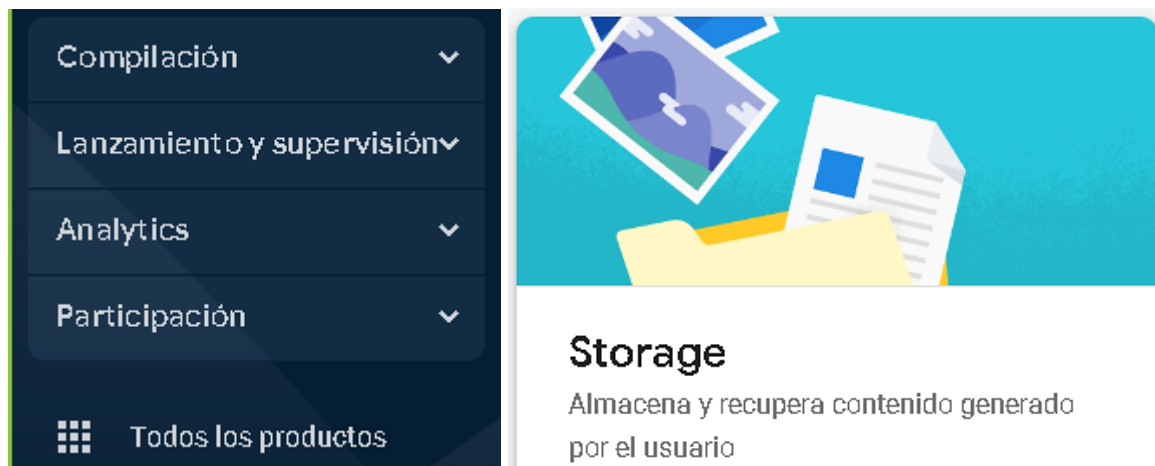 Compilación
Lanzamiento y supervisión
Analytics
Participación
Todos los productos
Storage
Almacena y recupera contenido generado
por el usuario